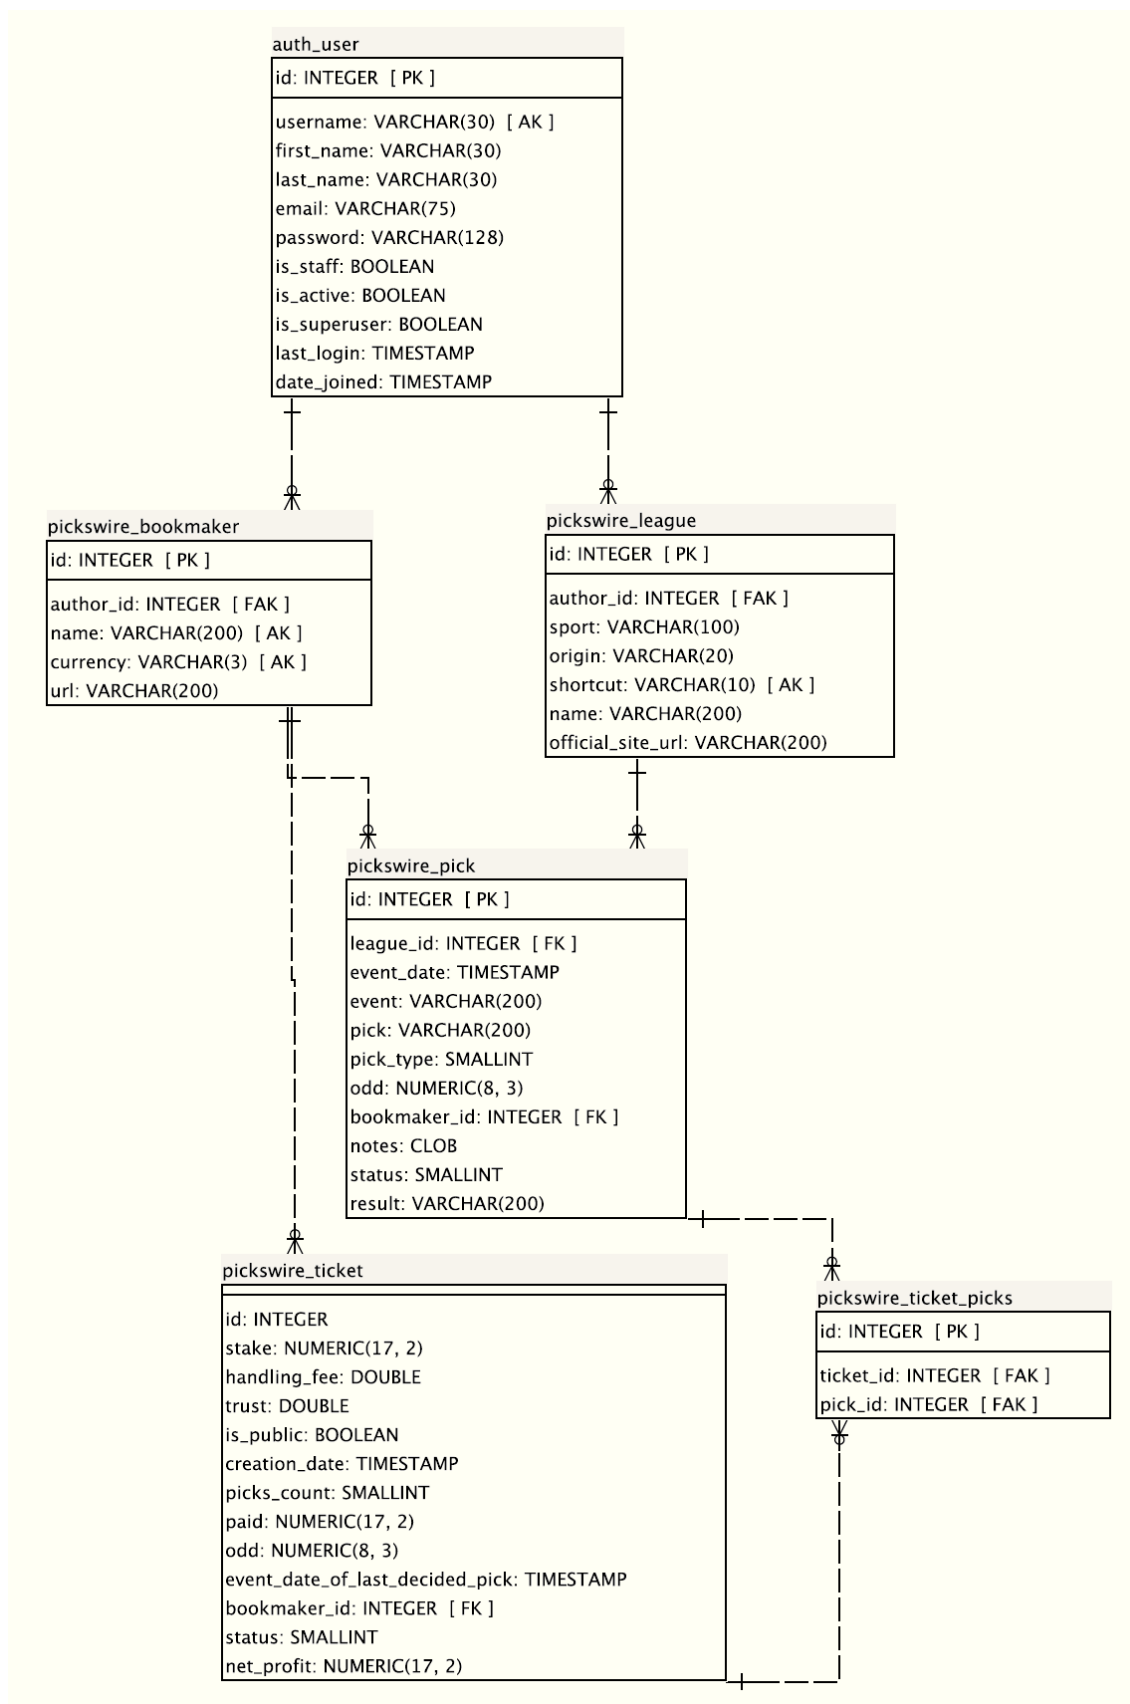 auth_user
id: INTEGER [ PK ]
username: VARCHAR(30) [ AK ]
first_name: VARCHAR(30)
last_name: VARCHAR(30)
email: VARCHAR(75)
password: VARCHAR(128)
is_staff: BOOLEAN
is_active: BOOLEAN
is_superuser: BOOLEAN
last_login: TIMESTAMP
date_joined: TIMESTAMP
pickswire_bookmaker
id: INTEGER [ PK ]
author_id: INTEGER [ FAK ]
name: VARCHAR(200) [ AK ]
currency: VARCHAR(3) [ AK ]
url: VARCHAR(200)
pickswire_league
id: INTEGER [ PK ]
author_id: INTEGER [ FAK ]
sport: VARCHAR(100)
origin: VARCHAR(20)
shortcut: VARCHAR(10) [ AK ]
name: VARCHAR(200)
official_site_url: VARCHAR(200)
pickswire_pick
id: INTEGER [ PK ]
league_id: INTEGER [ FK ]
event_date: TIMESTAMP
event: VARCHAR(200)
pick: VARCHAR(200)
pick_type: SMALLINT
odd: NUMERIC(8, 3)
bookmaker_id: INTEGER [ FK ]
notes: CLOB
status: SMALLINT
result: VARCHAR(200)
pickswire_ticket
id: INTEGER
stake: NUMERIC(17, 2)
handling_fee: DOUBLE
trust: DOUBLE
is_public: BOOLEAN
creation_date: TIMESTAMP
picks_count: SMALLINT
paid: NUMERIC(17, 2)
odd: NUMERIC(8, 3)
event_date_of_last_decided_pick: TIMESTAMP
bookmaker_id: INTEGER [ FK ]
status: SMALLINT
net_profit: NUMERIC(17, 2)
pickswire_ticket_picks
id: INTEGER [ PK ]
ticket_id: INTEGER [ FAK ]
pick_id: INTEGER [ FAK ]